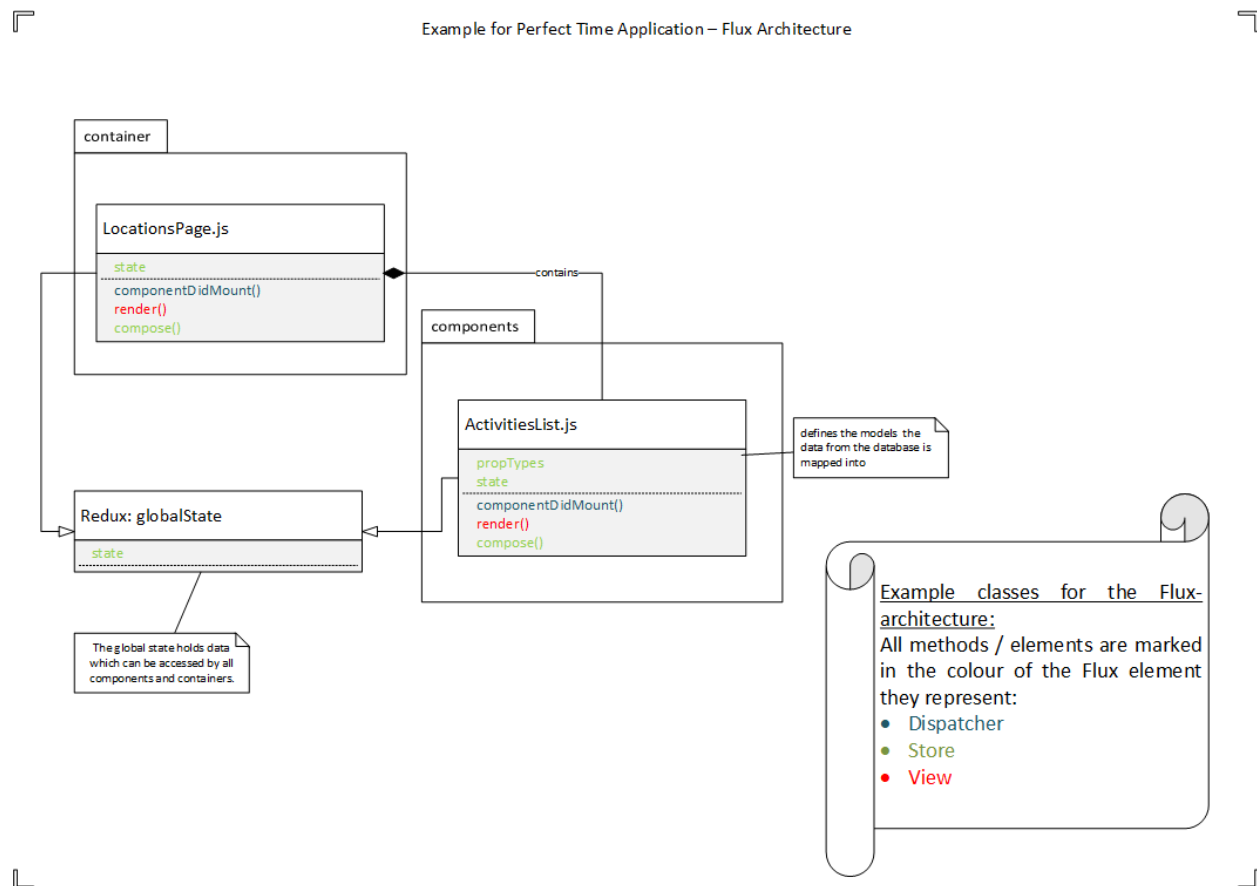 Example for Perfect Time Application – Flux Architecture
container
LocationsPage.js
state
componentDidMount()
render()
compose()
contains
components
ActivitiesList.js
propTypes
state
componentDidMount()
render()
compose()
defines the models the
data from the database is
mapped into
Redux: globalState
state
The global state holds data
which can be accessed by all
components and containers.
Example classes for the Flux-
architecture:
All methods / elements are marked
in the colour of the Flux element
they represent:
• Dispatcher
• Store
• View